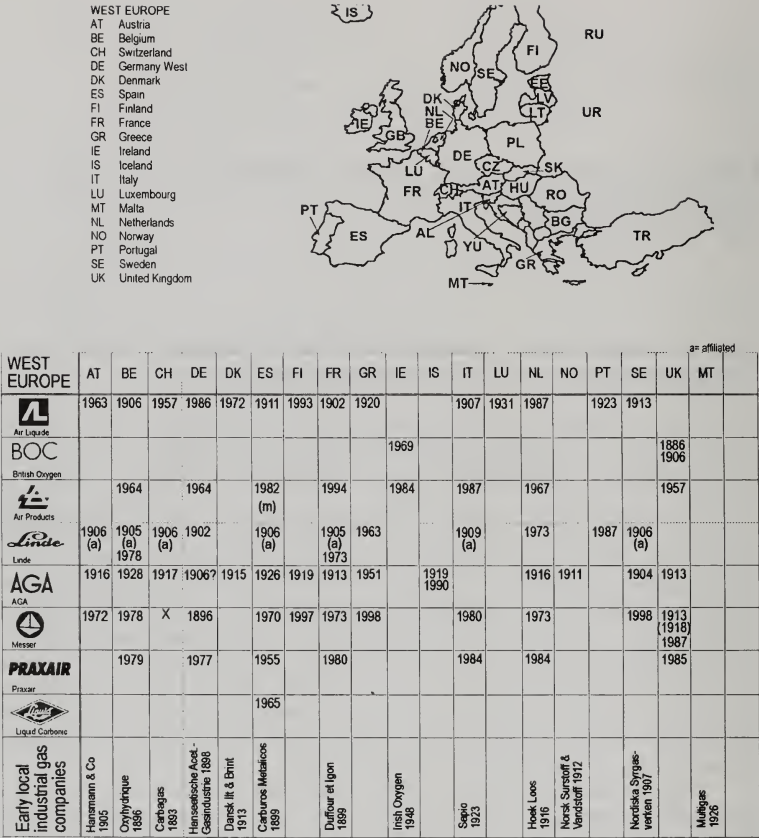 WEST EUROPE
AT Austria
BE Belgium
CH Switzerland
DE Germany West
DK Denmark
ES Spain
FI Finland
FR France
GR Greece
IE Ireland
IS Iceland
IT Italy
LU Luxembourg
MT Malta
NL Netherlands
NO Norway
PT Portugal
SE Sweden
UK United Kingdom
IS
RU
FI
NO
SE
EE
LV
LT
UR
DK
NL
BE
IE
GB
PL
DE
LU
CZ
SK
FR
CH
AT
HU
RO
IT
PT
ES
AL
YU
BG
TR
GR
MT
a= affiliated
WEST EUROPE AT BE CH DE DK ES FI FR GR IE IS IT LU NL NO PT SE UK MT
AL Air Liquide 1963 1906 1957 1986 1972 1911 1993 1902 1920 1907 1931 1987 1923 1913
BOC British Oxygen 1969 1886 1906
Air Products 1964 1964 1982 (m) 1994 1984 1987 1967 1957
Linde Linde 1906 (a) 1905 (a) 1978 1906 (a) 1902 1906 (a) 1905 (a) 1973 1963 1909 (a) 1973 1987 1906 (a)
AGA AGA 1916 1928 1917 1906? 1915 1926 1919 1913 1951 1919 1990 1916 1911 1904 1913
Messer 1972 1978 X 1896 1970 1997 1973 1998 1980 1973 1998 1913 (1918) 1987
PRAXAIR Praxair 1979 1977 1955 1980 1984 1984 1985
Liquid Liquid Carbonic 1965
Early local industrial gas companies
Hansmann & Co 1905
Oxyhydrique 1896
Carbagas 1893
Hanseatische Acet.-Gasindustrie 1898
Dansk Ilt & Brint 1913
Carburos Metalicos 1899
Duffour et Igon 1899
Irish Oxygen 1948
Sapio 1923
Hoek Loos 1916
Norsk Surstoff & Vandstoff 1912
Nordiska Syrgasverken 1907
Multigas 1926